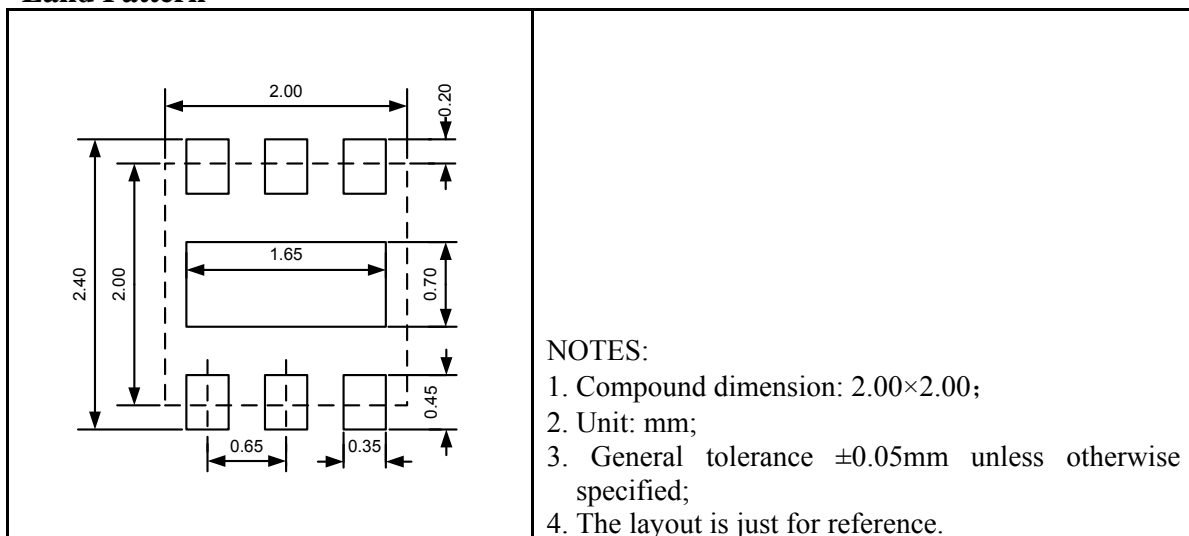 2.00
0.20
2.40
2.00
1.65
0.70
0.45
0.65
0.35
NOTES:
1. Compound dimension: 2.00×2.00；
2. Unit: mm;
3. General tolerance ±0.05mm unless otherwise
specified;
4. The layout is just for reference.